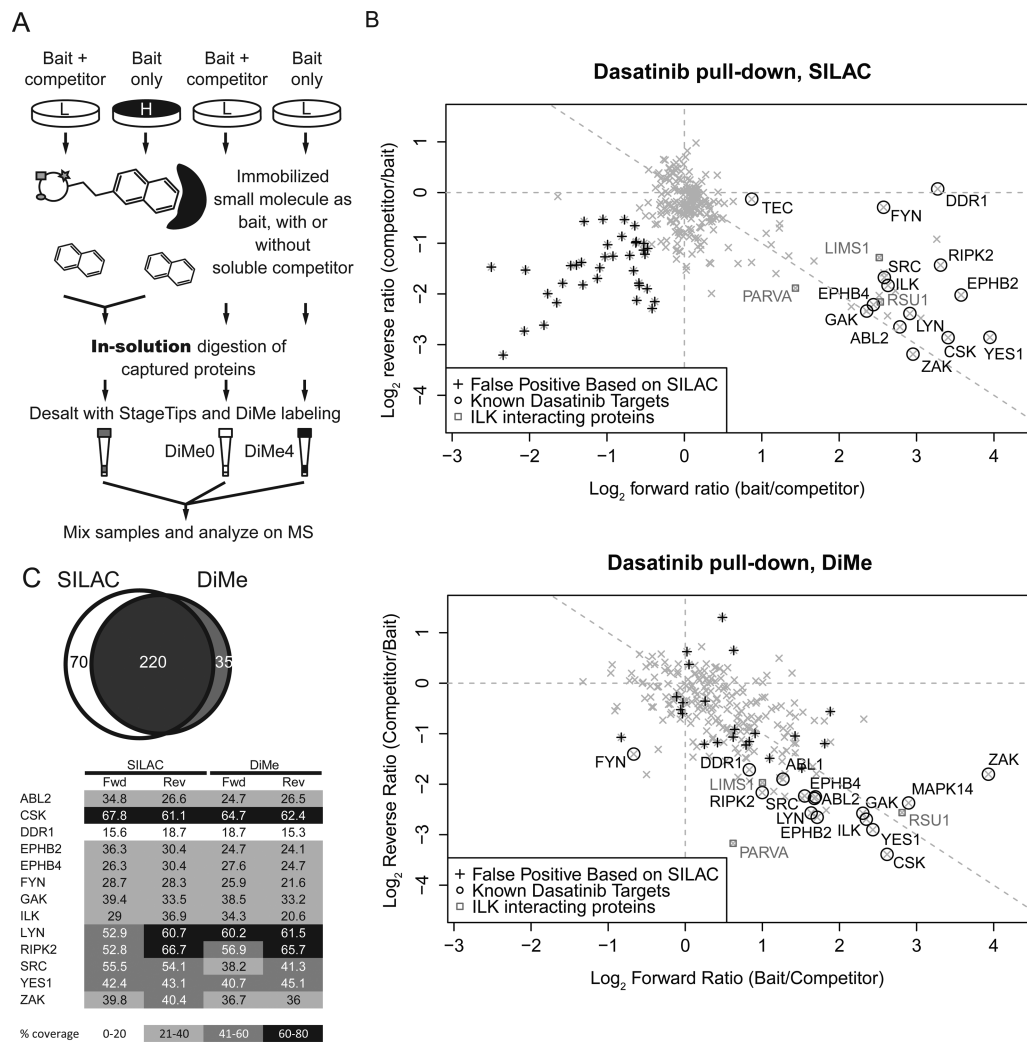 A
Bait + competitor
Bait only
Bait + competitor
Bait only
L
H
L
L
Immobilized
small molecule as
bait, with or
without
soluble competitor
In-solution digestion of
captured proteins
Desalt with StageTips and DiMe labeling
DiMe0
DiMe4
Mix samples and analyze on MS
B
Dasatinib pull-down, SILAC
Log2 reverse ratio (competitor/bait)
1
0
−1
−2
−3
−4
TEC
DDR1
FYN
LIMS1
RIPK2
SRC
ILK
PARVA
EPHB4
RSU1
EPHB2
GAK
LYN
ABL2
CSK
YES1
ZAK
+ False Positive Based on SILAC
Known Dasatinib Targets
ILK interacting proteins
−3 −2 −1 0 1 2 3 4
Log2 forward ratio (bait/competitor)
Dasatinib pull-down, DiMe
Log2 Reverse Ratio (Competitor/Bait)
1
0
−1
−2
−3
−4
FYN
DDR1
ABL1
ZAK
LIMS1
EPHB4
MAPK14
RIPK2
SRC
ABL2
GAK
RSU1
LYN
EPHB2
ILK
YES1
PARVA
CSK
+ False Positive Based on SILAC
Known Dasatinib Targets
ILK interacting proteins
−3 −2 −1 0 1 2 3 4
Log2 Forward Ratio (Bait/Competitor)
C
SILAC DiMe
70 220 35
SILAC DiMe
Fwd Rev Fwd Rev
ABL2 34.8 26.6 24.7 26.5
CSK 67.8 61.1 64.7 62.4
DDR1 15.6 18.7 18.7 15.3
EPHB2 36.3 30.4 24.7 24.1
EPHB4 26.3 30.4 27.6 24.7
FYN 28.7 28.3 25.9 21.6
GAK 39.4 33.5 38.5 33.2
ILK 29 36.9 34.3 20.6
LYN 52.9 60.7 60.2 61.5
RIPK2 52.8 66.7 56.9 65.7
SRC 55.5 54.1 38.2 41.3
YES1 42.4 43.1 40.7 45.1
ZAK 39.8 40.4 36.7 36
% coverage 0-20 21-40 41-60 60-80